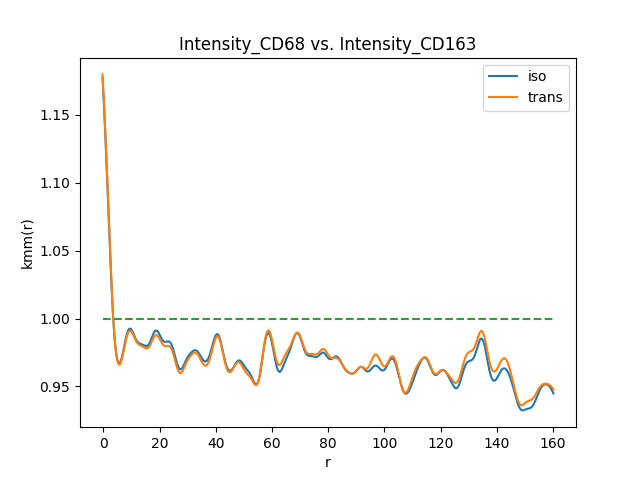 Intensity_CD68 vs. Intensity_CD163
iso
trans
1.15
1.10
1.05
1.00
0.95
kmm(r)
0 20 40 60 80 100 120 140 160
r